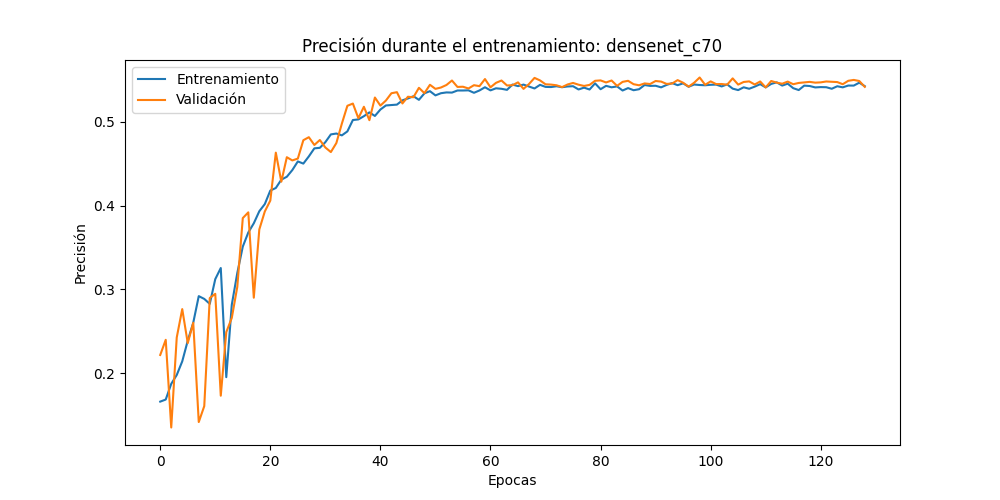 Precisión durante el entrenamiento: densenet_c70
Entrenamiento
Validación
Precisión
0.5
0.4
0.3
0.2
0 20 40 60 80 100 120
Epocas